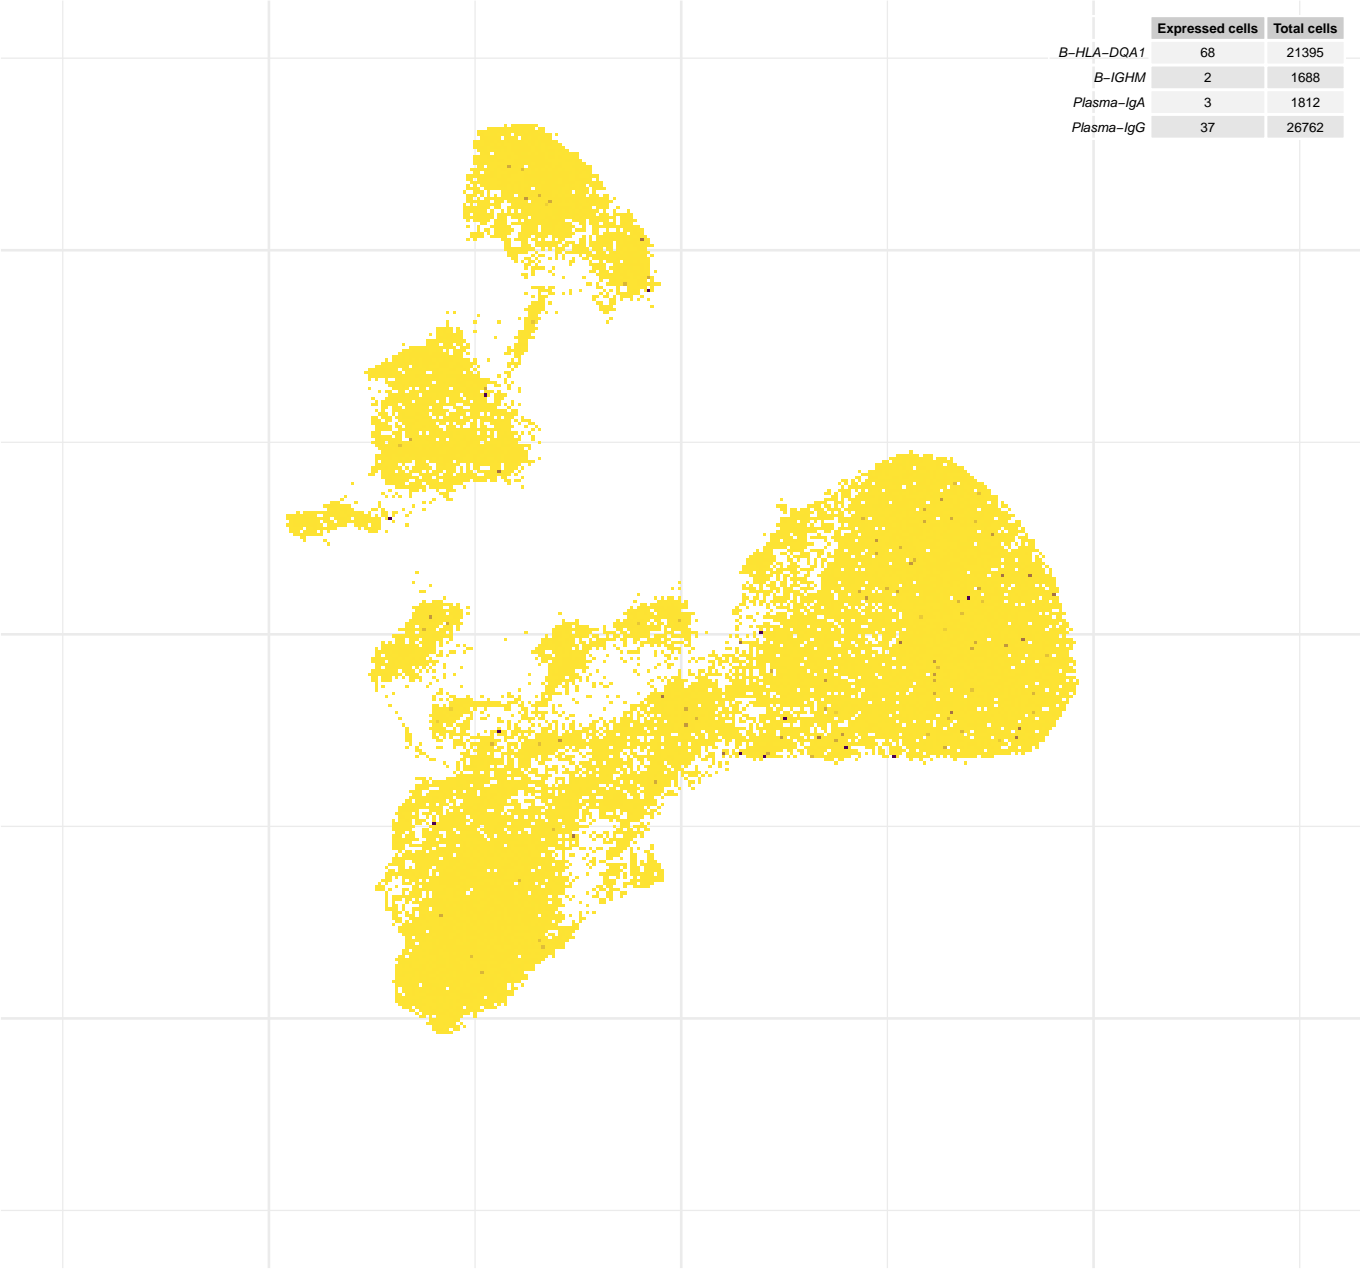 Expressed cells Total cells
B−HLA−DQA1 68 21395
B−IGHM 2 1688
Plasma−IgA 3 1812
Plasma−IgG 37 26762